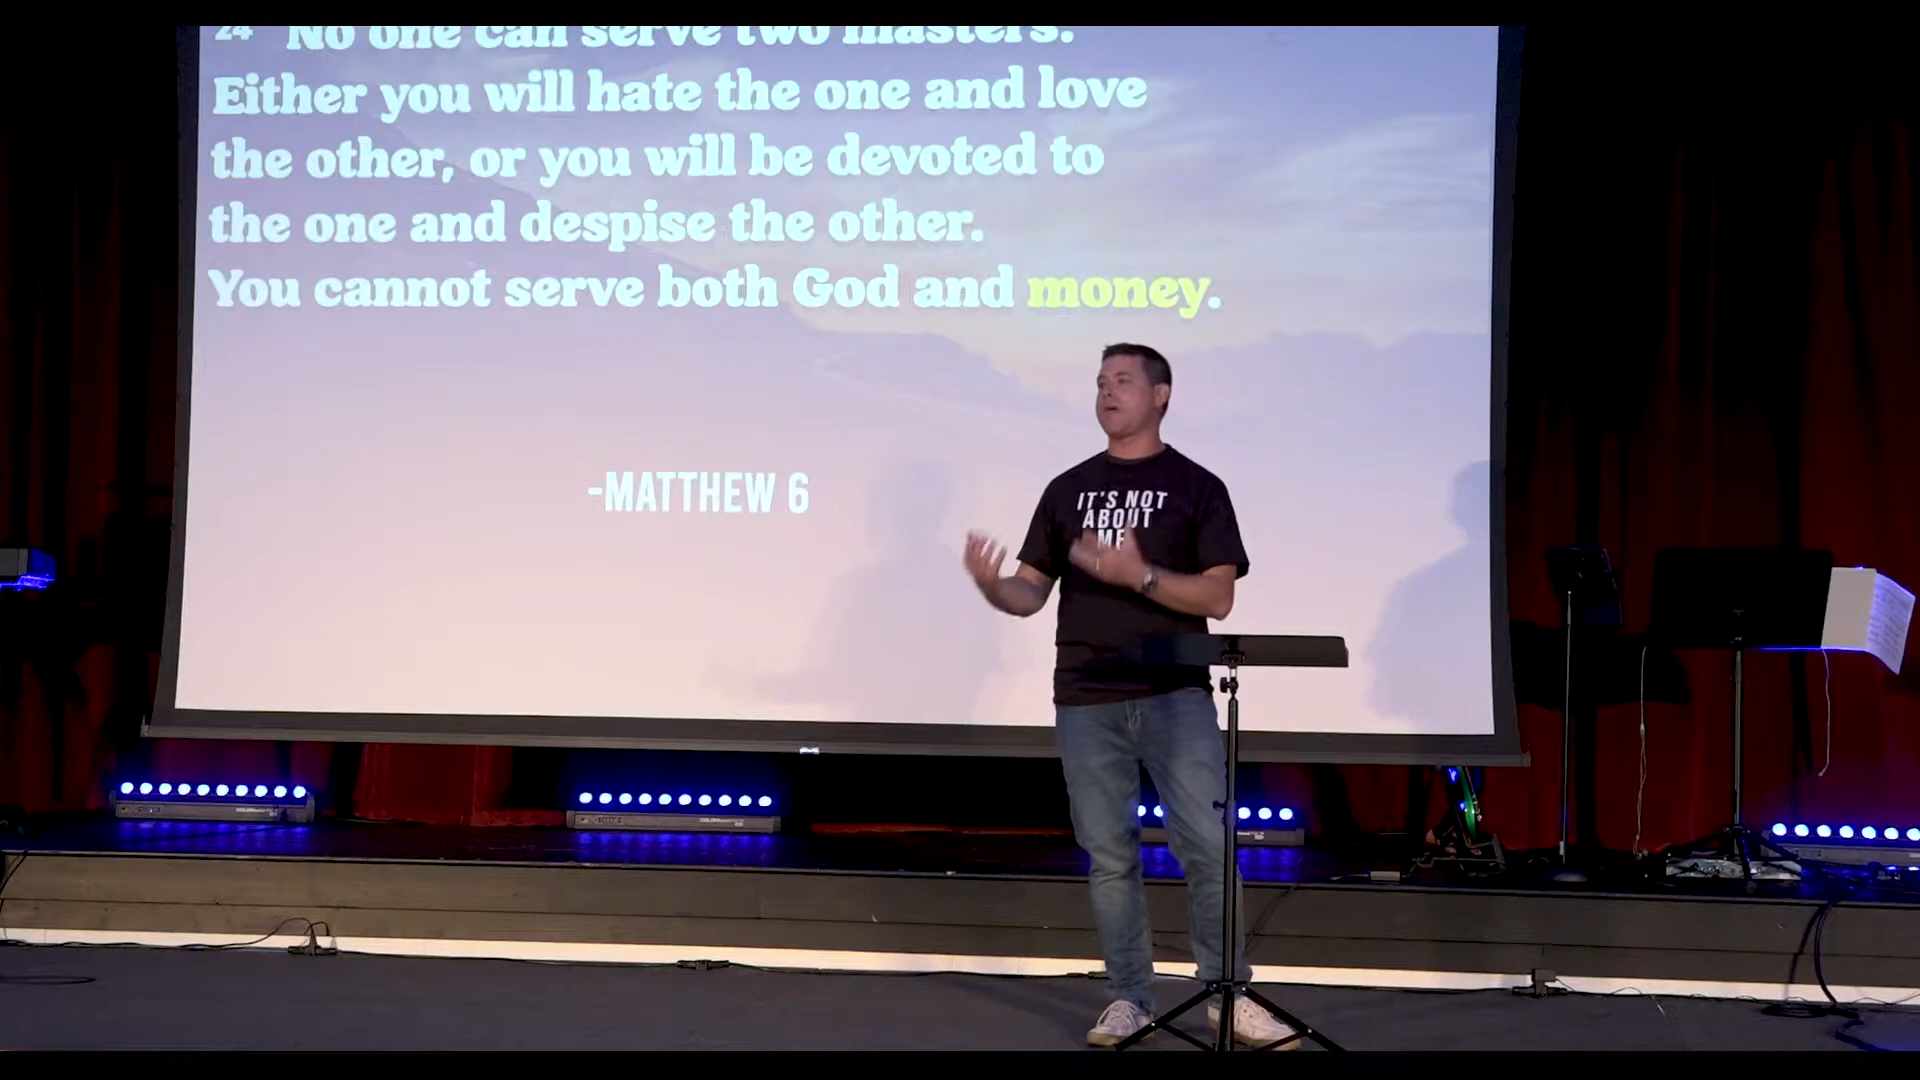 24 No one can serve two masters.
Either you will hate the one and love
the other, or you will be devoted to
the one and despise the other.
You cannot serve both God and money.
-MATTHEW 6
IT'S NOT
ABOUT
ME